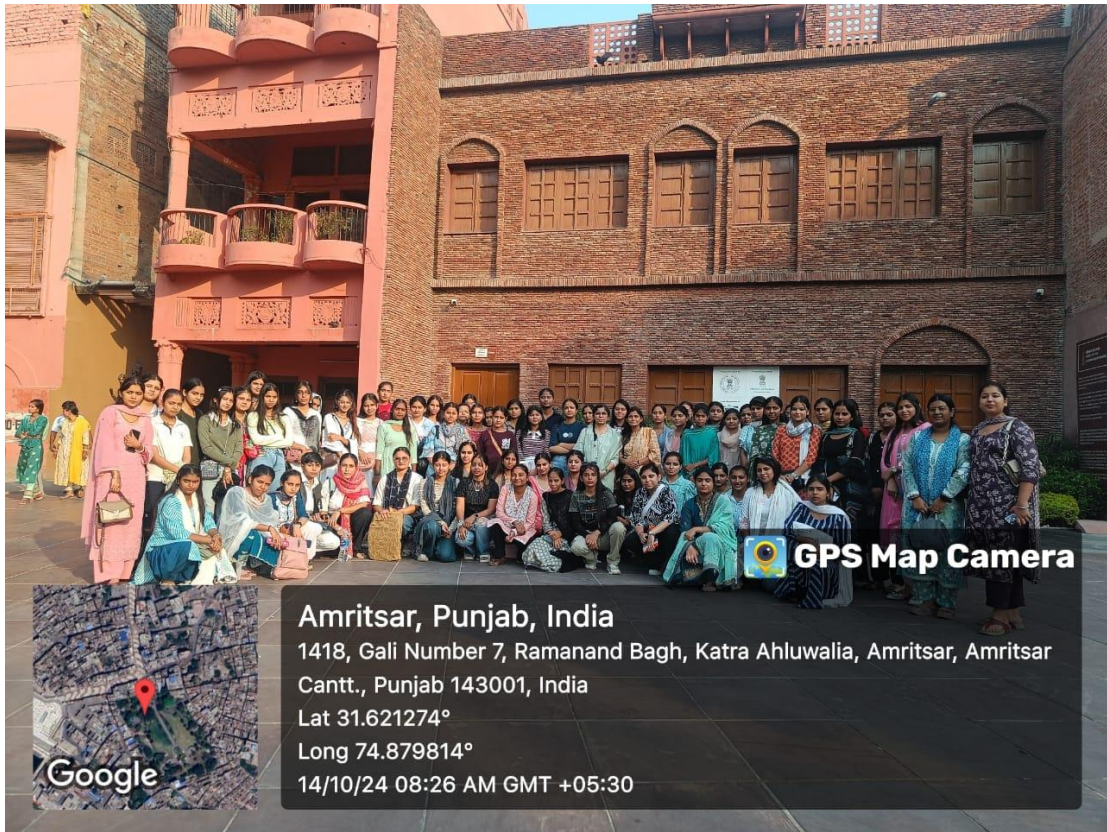 GPS Map Camera
Amritsar, Punjab, India
1418, Gali Number 7, Ramanand Bagh, Katra Ahluwalia, Amritsar, Amritsar
Cantt., Punjab 143001, India
Lat 31.621274°
Long 74.879814°
14/10/24 08:26 AM GMT +05:30
Google